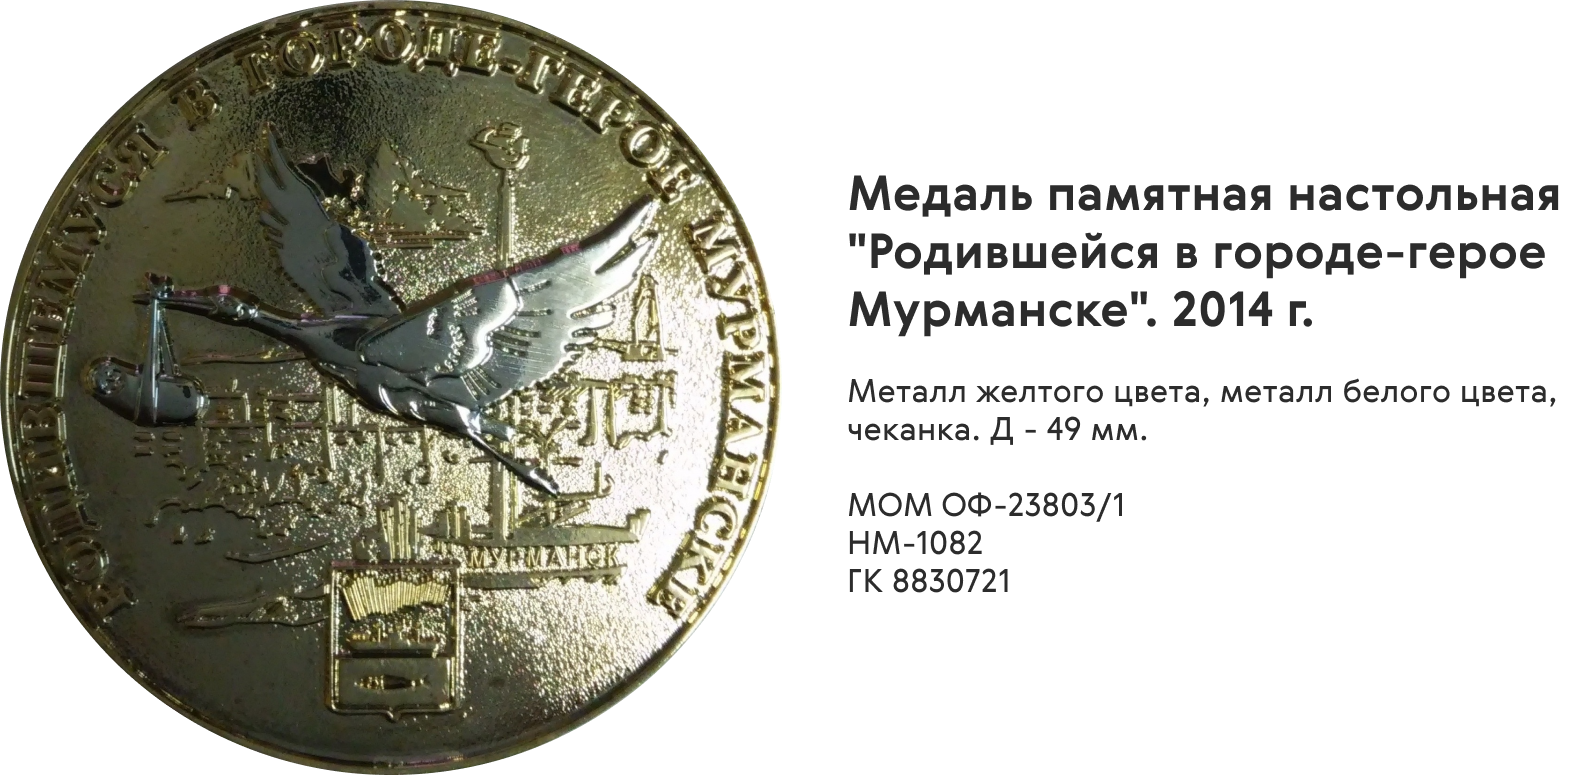 РОДИВШЕМУСЯ В ГОРОДЕ-ГЕРОЕ МУРМАНСКЕ
МУРМАНСК
Медаль памятная настольная
"Родившейся в городе-герое
Мурманске". 2014 г.
Металл желтого цвета, металл белого цвета,
чеканка. Д - 49 мм.
МОМ ОФ-23803/1
НМ-1082
ГК 8830721